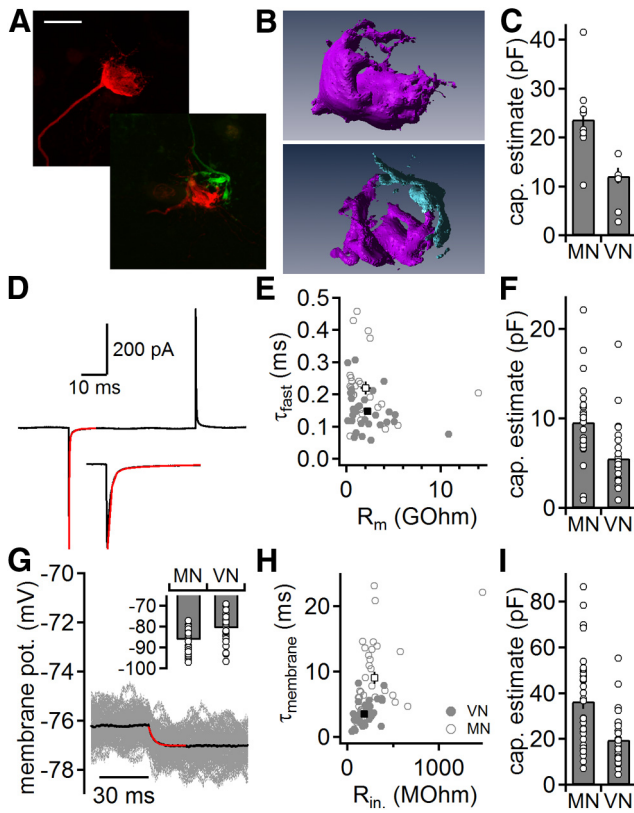 A
B
C
cap. estimate (pF)
40
30
20
10
0
MN VN
D
200 pA
10 ms
E
τfast (ms)
0.5
0.4
0.3
0.2
0.1
0.0
0 10
Rm (GOhm)
F
cap. estimate (pF)
20
10
0
MN VN
G
membrane pot. (mV)
-70
-72
-74
-76
-78
MN VN
-70
-80
-90
-100
30 ms
H
τmembrane (ms)
20
10
0
VN
MN
0 1000
Rin. (MOhm)
I
cap. estimate (pF)
80
60
40
20
0
MN VN